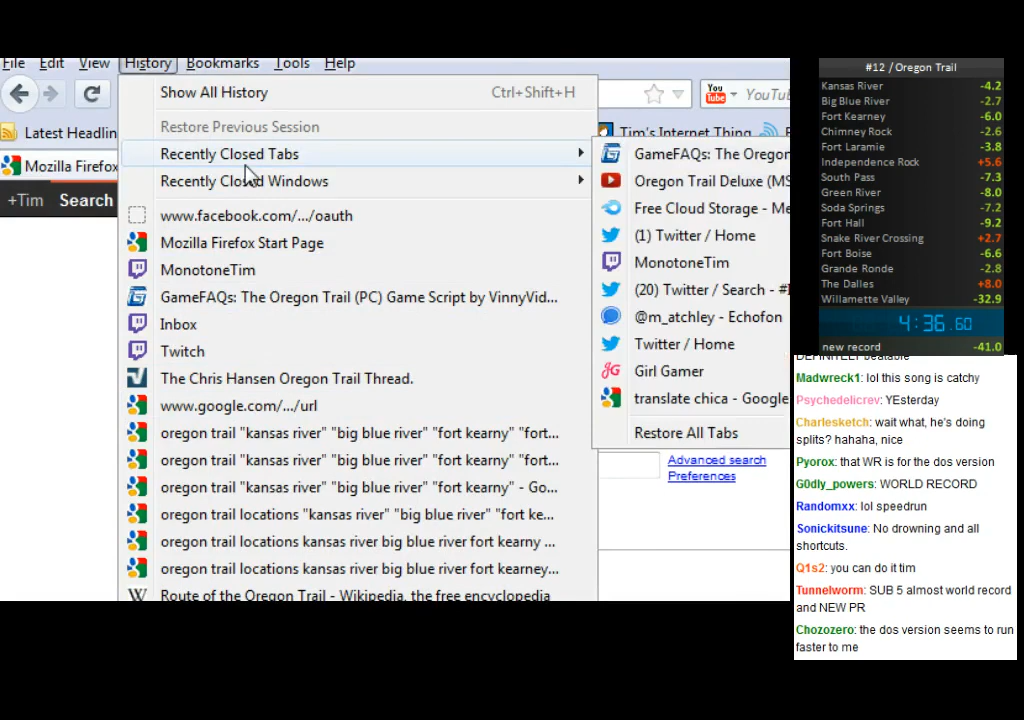 File Edit View History Bookmarks Tools Help
Show All History Ctrl+Shift+H
Restore Previous Session
Recently Closed Tabs
Recently Closed Windows
www.facebook.com/.../oauth
Mozilla Firefox Start Page
MonotoneTim
GameFAQs: The Oregon Trail (PC) Game Script by VinnyVid...
Inbox
Twitch
The Chris Hansen Oregon Trail Thread.
www.google.com/.../url
oregon trail "kansas river" "big blue river" "fort kearny" "fort...
oregon trail "kansas river" "big blue river" "fort kearny" "fort...
oregon trail "kansas river" "big blue river" "fort kearny" - Go...
oregon trail locations "kansas river" "big blue river" "fort ke...
oregon trail locations kansas river big blue river fort kearny ...
oregon trail locations kansas river big blue river fort kearney...
Route of the Oregon Trail - Wikipedia, the free encyclopedia
Latest Headlin
Mozilla Firefox
+Tim Search
You Tube YouTu
Tim's Internet Thing
GameFAQs: The Oregon
Oregon Trail Deluxe (MS
Free Cloud Storage - Me
(1) Twitter / Home
MonotoneTim
(20) Twitter / Search - #
@m_atchley - Echofon
Twitter / Home
Girl Gamer
translate chica - Google
Restore All Tabs
Advanced search
Preferences
#12 / Oregon Trail
Kansas River -4.2
Big Blue River -2.7
Fort Kearney -6.0
Chimney Rock -2.6
Fort Laramie -3.8
Independence Rock +5.6
South Pass -7.3
Green River -8.0
Soda Springs -7.2
Fort Hall -9.2
Snake River Crossing +2.7
Fort Boise -6.6
Grande Ronde -2.8
The Dalles +8.0
Willamette Valley -32.9
4:36.60
new record -41.0
DEFINITELY beatable
Madwreck1: lol this song is catchy
Psychedelicrev: YEsterday
Charlesketch: wait what, he's doing
splits? hahaha, nice
Pyorox: that WR is for the dos version
G0dly_powers: WORLD RECORD
Randomxx: lol speedrun
Sonickitsune: No drowning and all
shortcuts.
Q1s2: you can do it tim
Tunnelworm: SUB 5 almost world record
and NEW PR
Chozozero: the dos version seems to run
faster to me